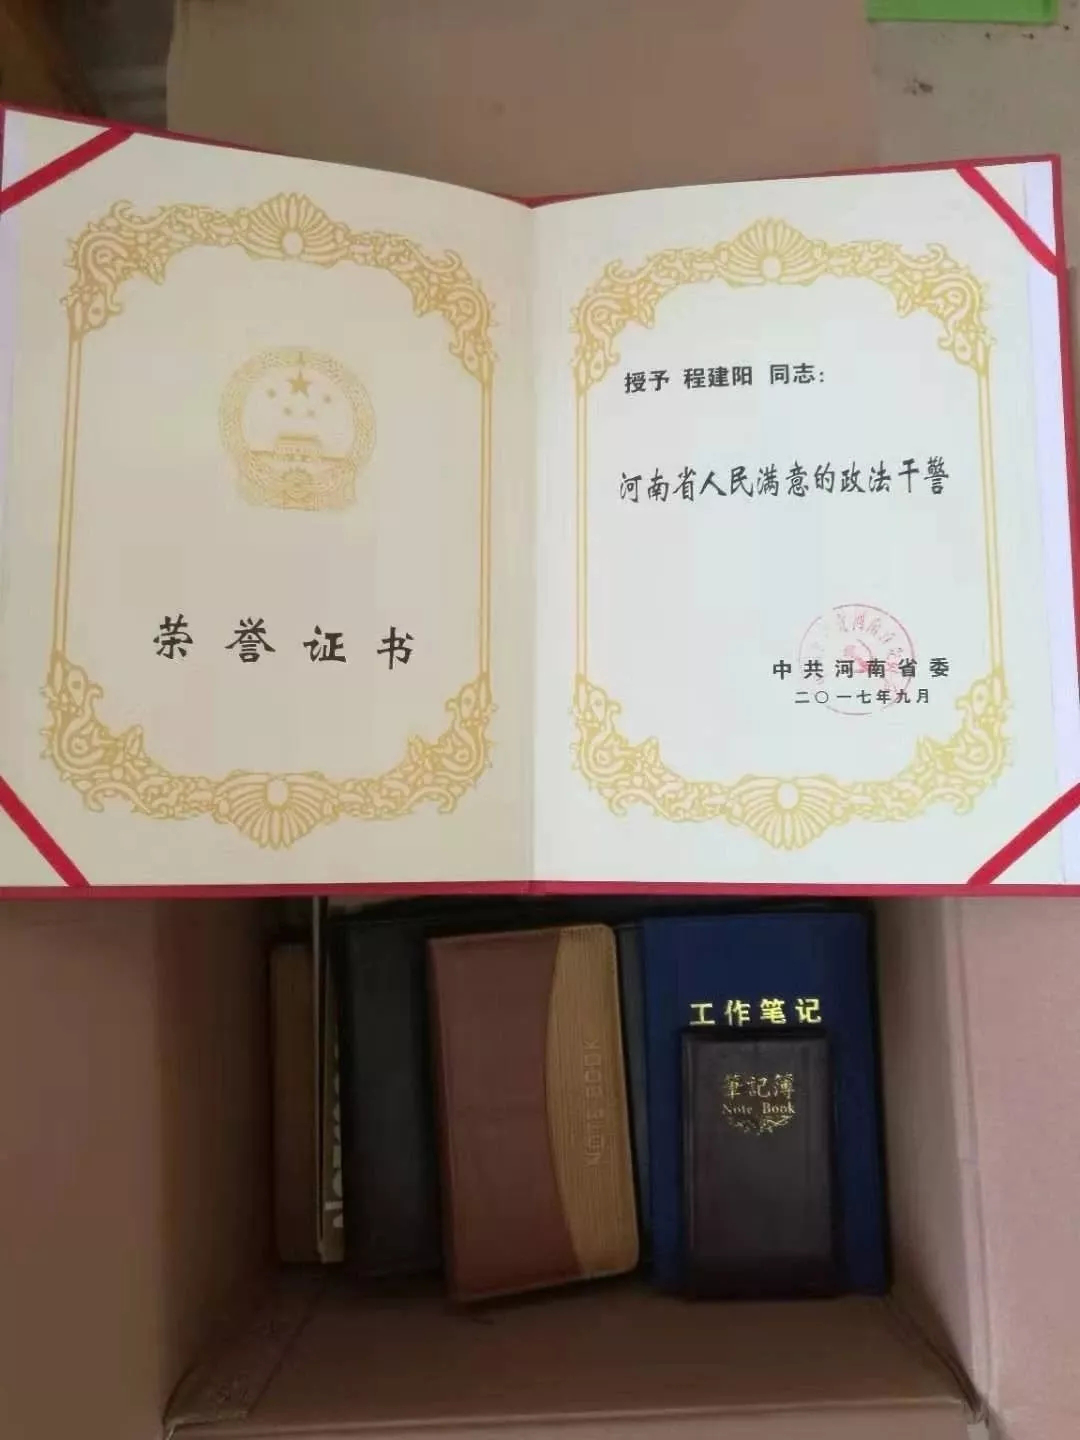 荣誉证书
授予 程建阳 同志:
河南省人民满意的政法干警
中共河南省委
二〇一七年九月
NOTE BOOK
工作笔记
筆記簿
Note Book